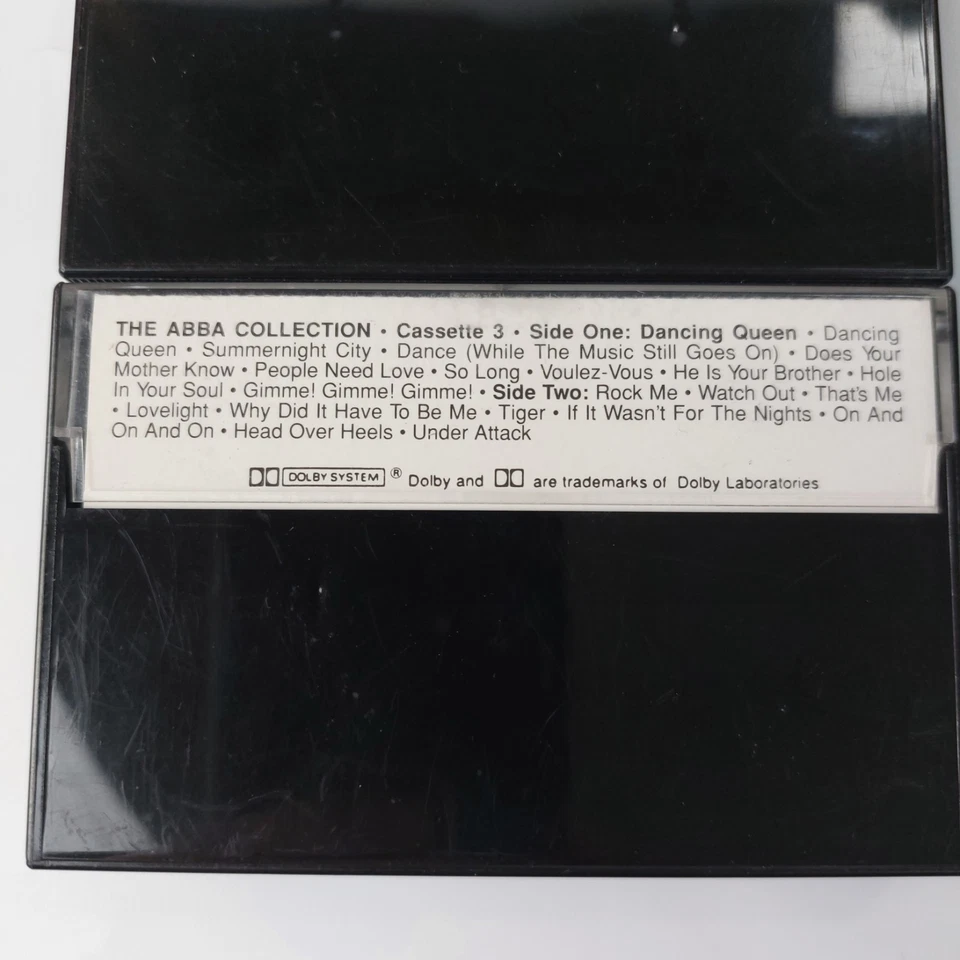 THE ABBA COLLECTION • Cassette 3 • Side One: Dancing Queen • Dancing
Queen • Summernight City • Dance (While The Music Still Goes On) • Does Your
Mother Know • People Need Love • So Long • Voulez-Vous • He Is Your Brother • Hole
In Your Soul • Gimme! Gimme! Gimme! • Side Two: Rock Me • Watch Out • That's Me
• Lovelight • Why Did It Have To Be Me • Tiger • If It Wasn't For The Nights • On And
On And On • Head Over Heels • Under Attack
DOLBY SYSTEM ® Dolby and are trademarks of Dolby Laboratories